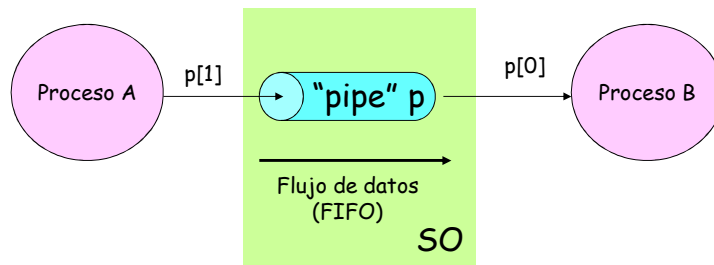 Proceso A
p[1]
"pipe" p
p[0]
Proceso B
Flujo de datos
(FIFO)
SO